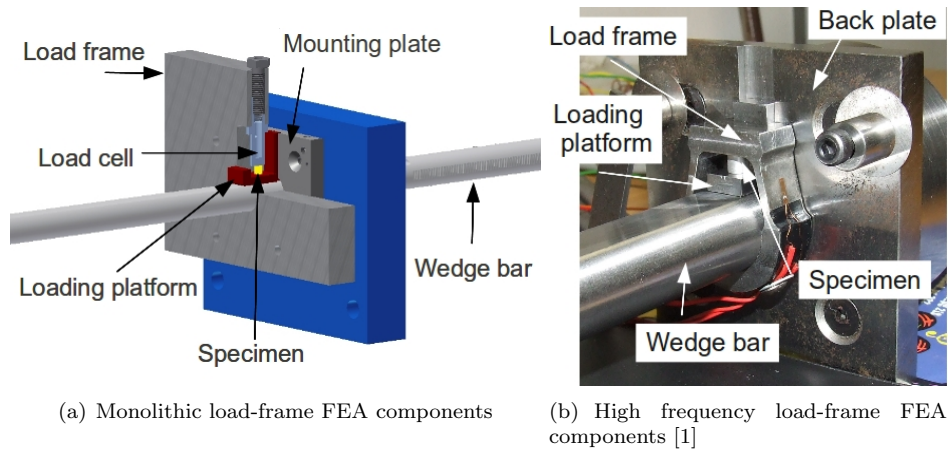 Load frame
Mounting plate
Load cell
Loading platform
Wedge bar
Specimen
(a) Monolithic load-frame FEA components
Load frame
Back plate
Loading
platform
Specimen
Wedge bar
(b) High frequency load-frame FEA
components [1]